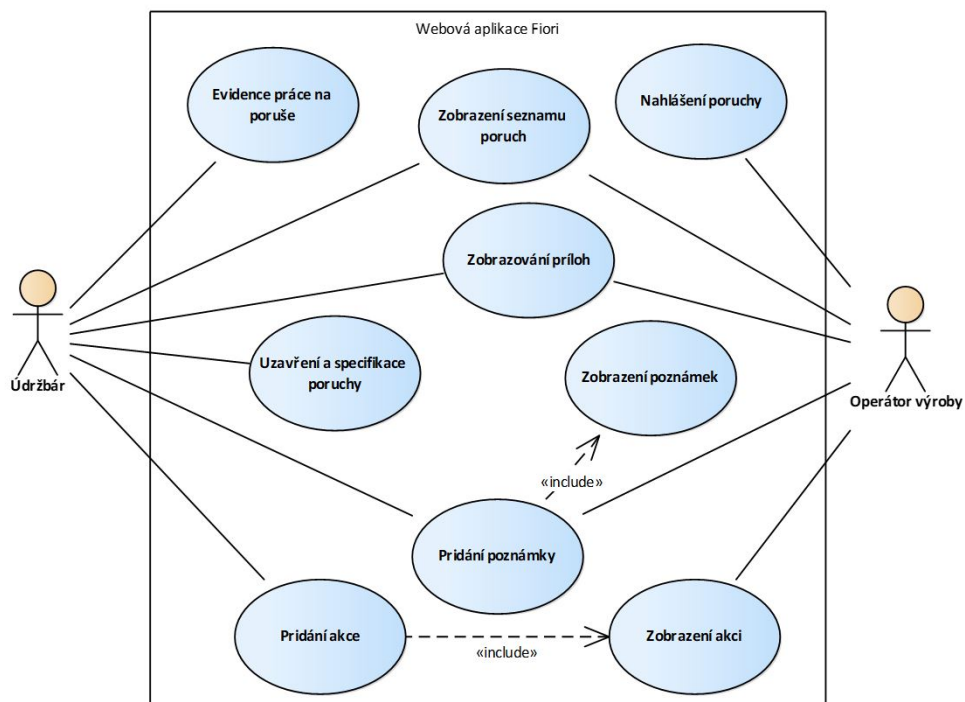 Webová aplikace Fiori
Evidence práce na
poruše
Zobrazení seznamu
poruch
Nahlášení poruchy
Zobrazování príloh
Údržbár
Uzavření a specifikace
poruchy
Zobrazení poznámek
Operátor výroby
«include»
Pridání poznámky
Pridání akce
«include»
Zobrazení akci